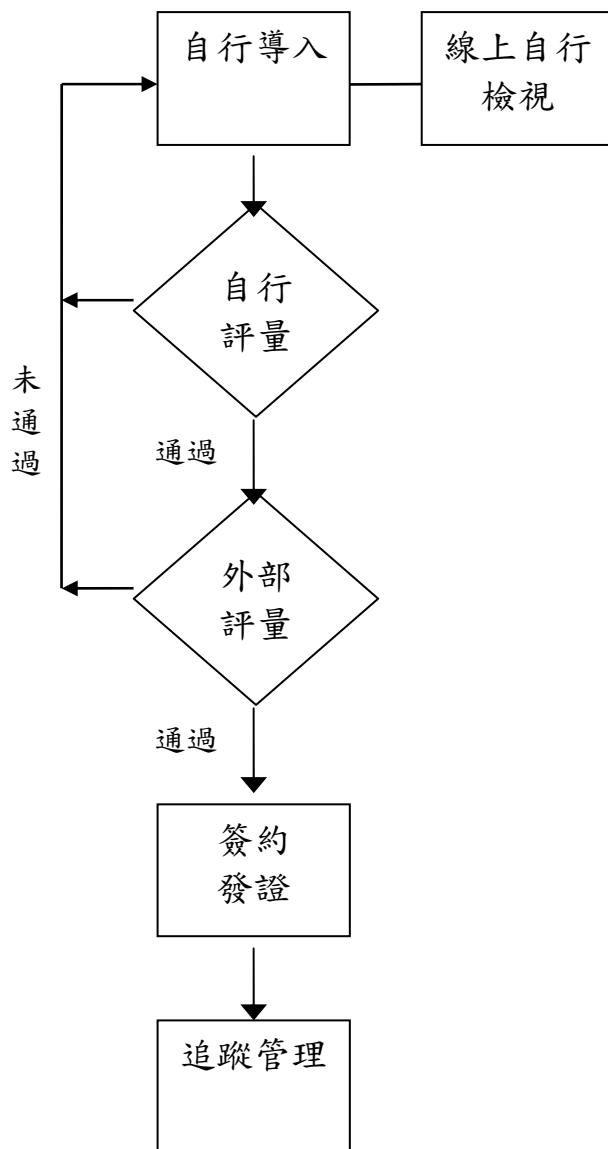 自行導入
線上自行
檢視
自行
評量
未
通
過
通過
外部
評量
通過
簽約
發證
追蹤管理